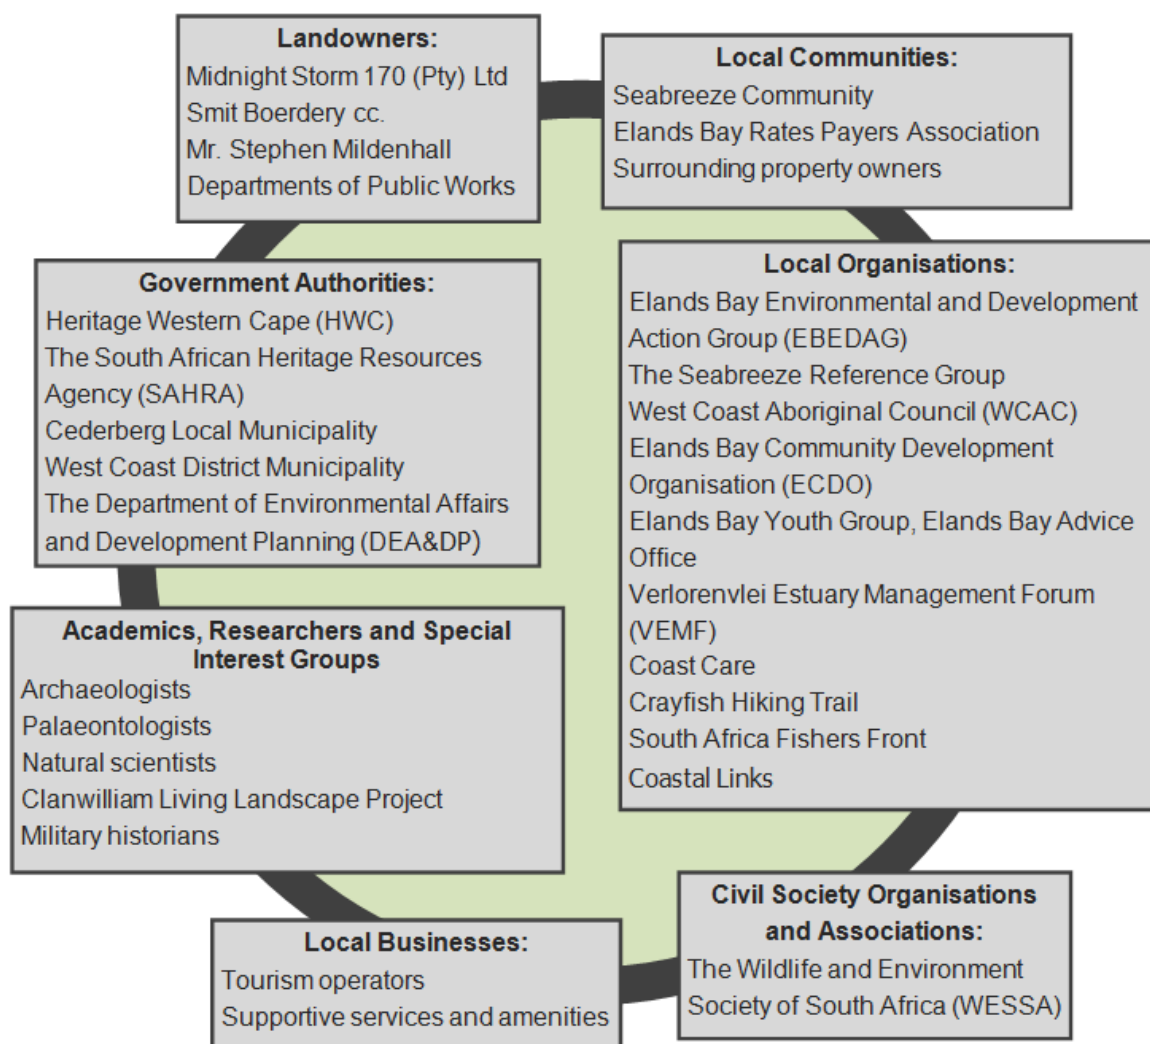 Landowners:
Midnight Storm 170 (Pty) Ltd
Smit Boerdery cc.
Mr. Stephen Mildenhall
Departments of Public Works
Local Communities:
Seabreeze Community
Elands Bay Rates Payers Association
Surrounding property owners
Government Authorities:
Heritage Western Cape (HWC)
The South African Heritage Resources
Agency (SAHRA)
Cederberg Local Municipality
West Coast District Municipality
The Department of Environmental Affairs
and Development Planning (DEA&DP)
Local Organisations:
Elands Bay Environmental and Development
Action Group (EBEDAG)
The Seabreeze Reference Group
West Coast Aboriginal Council (WCAC)
Elands Bay Community Development
Organisation (ECDO)
Elands Bay Youth Group, Elands Bay Advice
Office
Verlorenvlei Estuary Management Forum
(VEMF)
Coast Care
Crayfish Hiking Trail
South Africa Fishers Front
Coastal Links
Academics, Researchers and Special
Interest Groups
Archaeologists
Palaeontologists
Natural scientists
Clanwilliam Living Landscape Project
Military historians
Local Businesses:
Tourism operators
Supportive services and amenities
Civil Society Organisations
and Associations:
The Wildlife and Environment
Society of South Africa (WESSA)